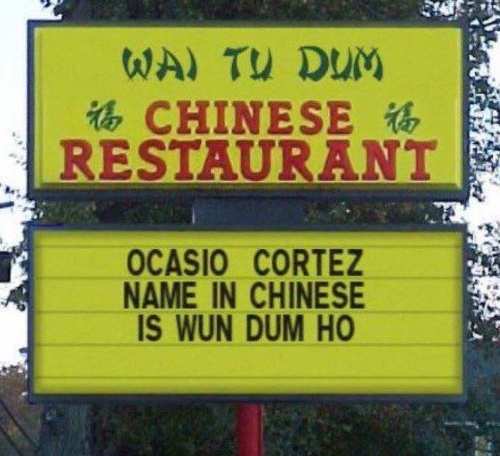 WAI TU DUM
福 CHINESE 福
RESTAURANT
OCASIO CORTEZ
NAME IN CHINESE
IS WUN DUM HO